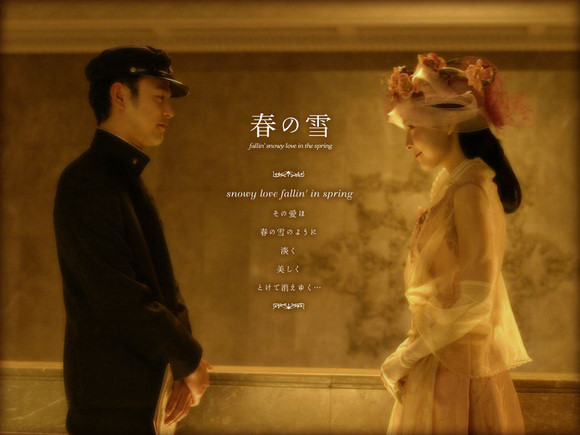 春の雪
fallin' snowy love in the spring
snowy love fallin' in spring
その愛は
春の雪のように
淡く
美しく
とけて消えゆく…